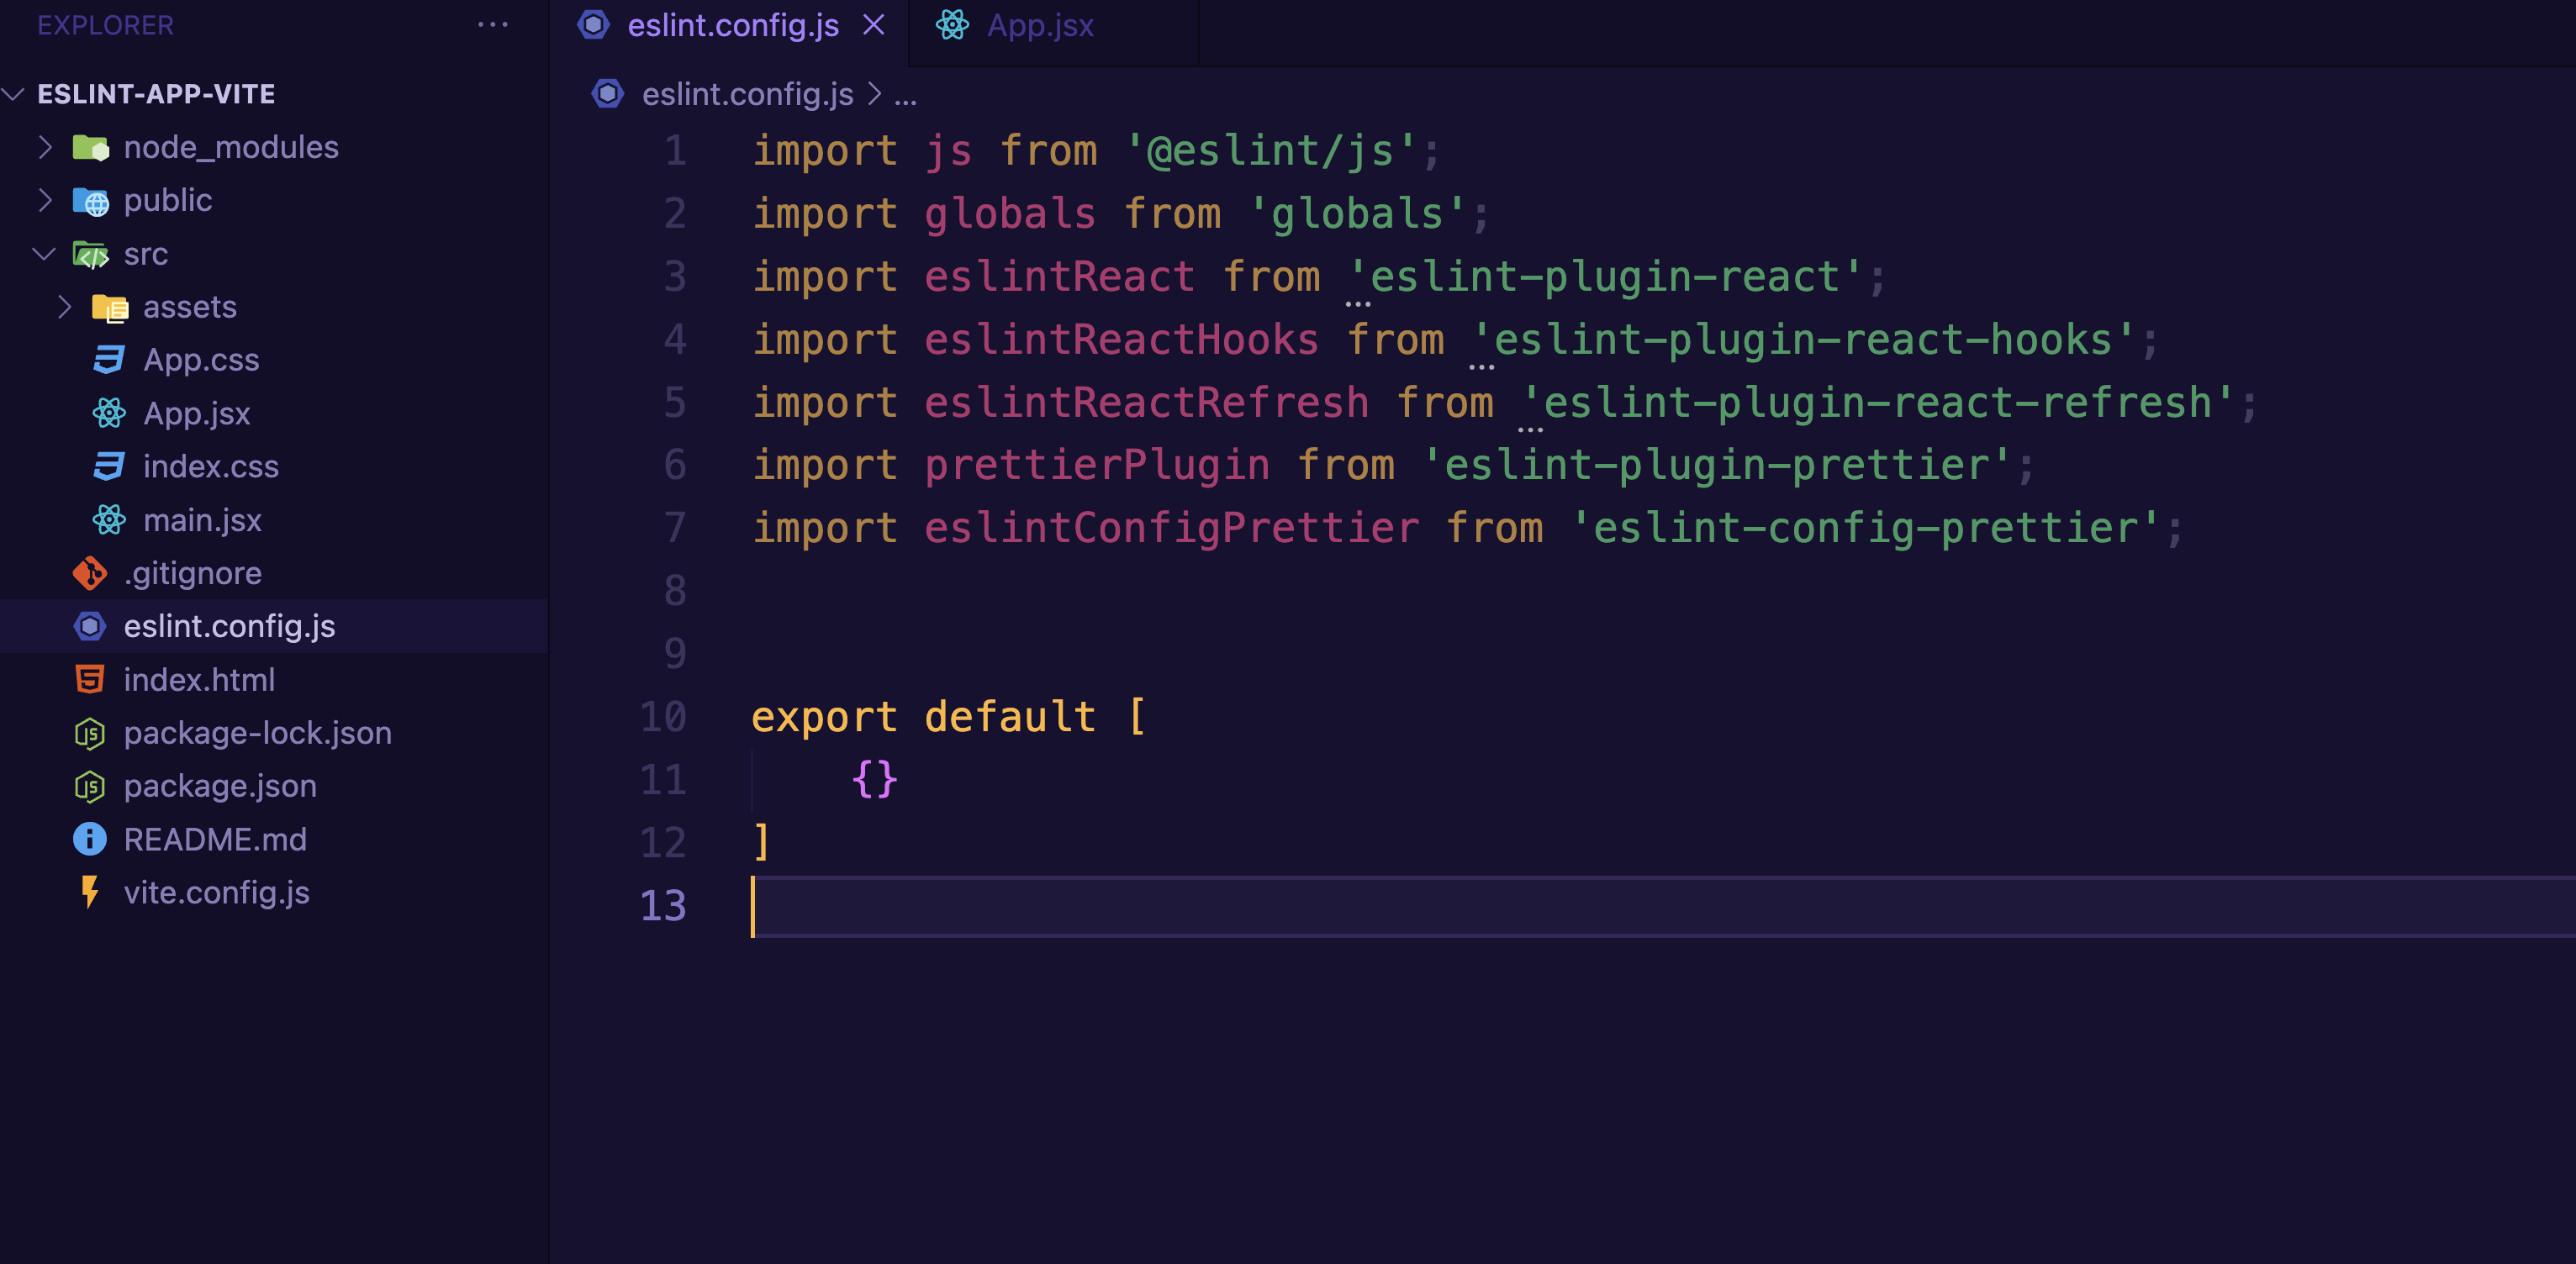 EXPLORER
ESLINT-APP-VITE
node_modules
public
src
assets
App.css
App.jsx
index.css
main.jsx
.gitignore
eslint.config.js
index.html
package-lock.json
package.json
README.md
vite.config.js
eslint.config.js
App.jsx
eslint.config.js > ...
1 import js from '@eslint/js';
2 import globals from 'globals';
3 import eslintReact from 'eslint-plugin-react';
4 import eslintReactHooks from 'eslint-plugin-react-hooks';
5 import eslintReactRefresh from 'eslint-plugin-react-refresh';
6 import prettierPlugin from 'eslint-plugin-prettier';
7 import eslintConfigPrettier from 'eslint-config-prettier';
8
9
10 export default [
11     {}
12 ]
13